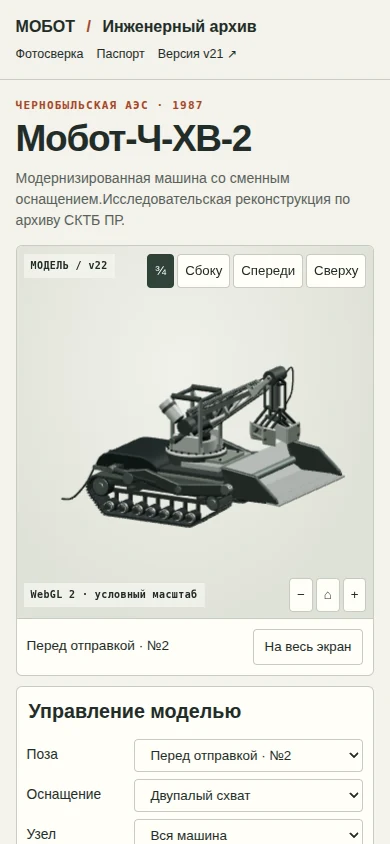 МОБОТ / Инженерный архив
Фотосверка Паспорт Версия v21 ↗
ЧЕРНОБЫЛЬСКАЯ АЭС · 1987
Мобот-Ч-ХВ-2
Модернизированная машина со сменным
оснащением.Исследовательская реконструкция по
архиву СКТБ ПР.
МОДЕЛЬ / v22
¾ Сбоку Спереди Сверху
WebGL 2 · условный масштаб
− ⌂ +
Перед отправкой · №2
На весь экран
Управление моделью
Поза
Перед отправкой · №2
Оснащение
Двупалый схват
Узел
Вся машина